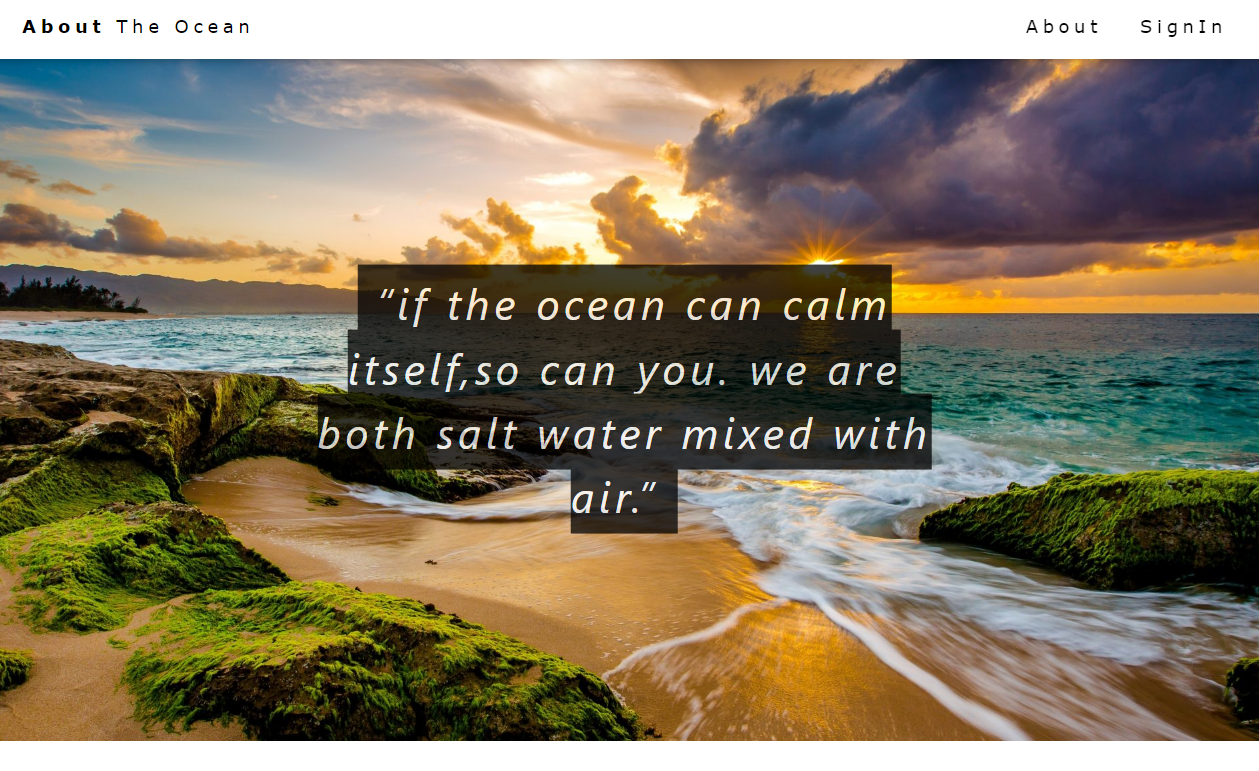 About The Ocean
About SignIn
“if the ocean can calm
itself,so can you. we are
both salt water mixed with
air.”